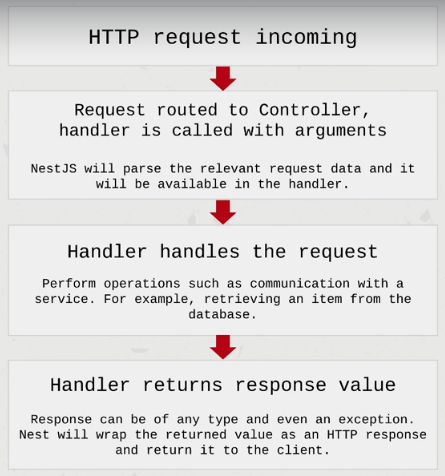 HTTP request incoming
Request routed to Controller,
handler is called with arguments
NestJS will parse the relevant request data and it
will be available in the handler.
Handler handles the request
Perform operations such as communication with a
service. For example, retrieving an item from the
database.
Handler returns response value
Response can be of any type and even an exception.
Nest will wrap the returned value as an HTTP response
and return it to the client.